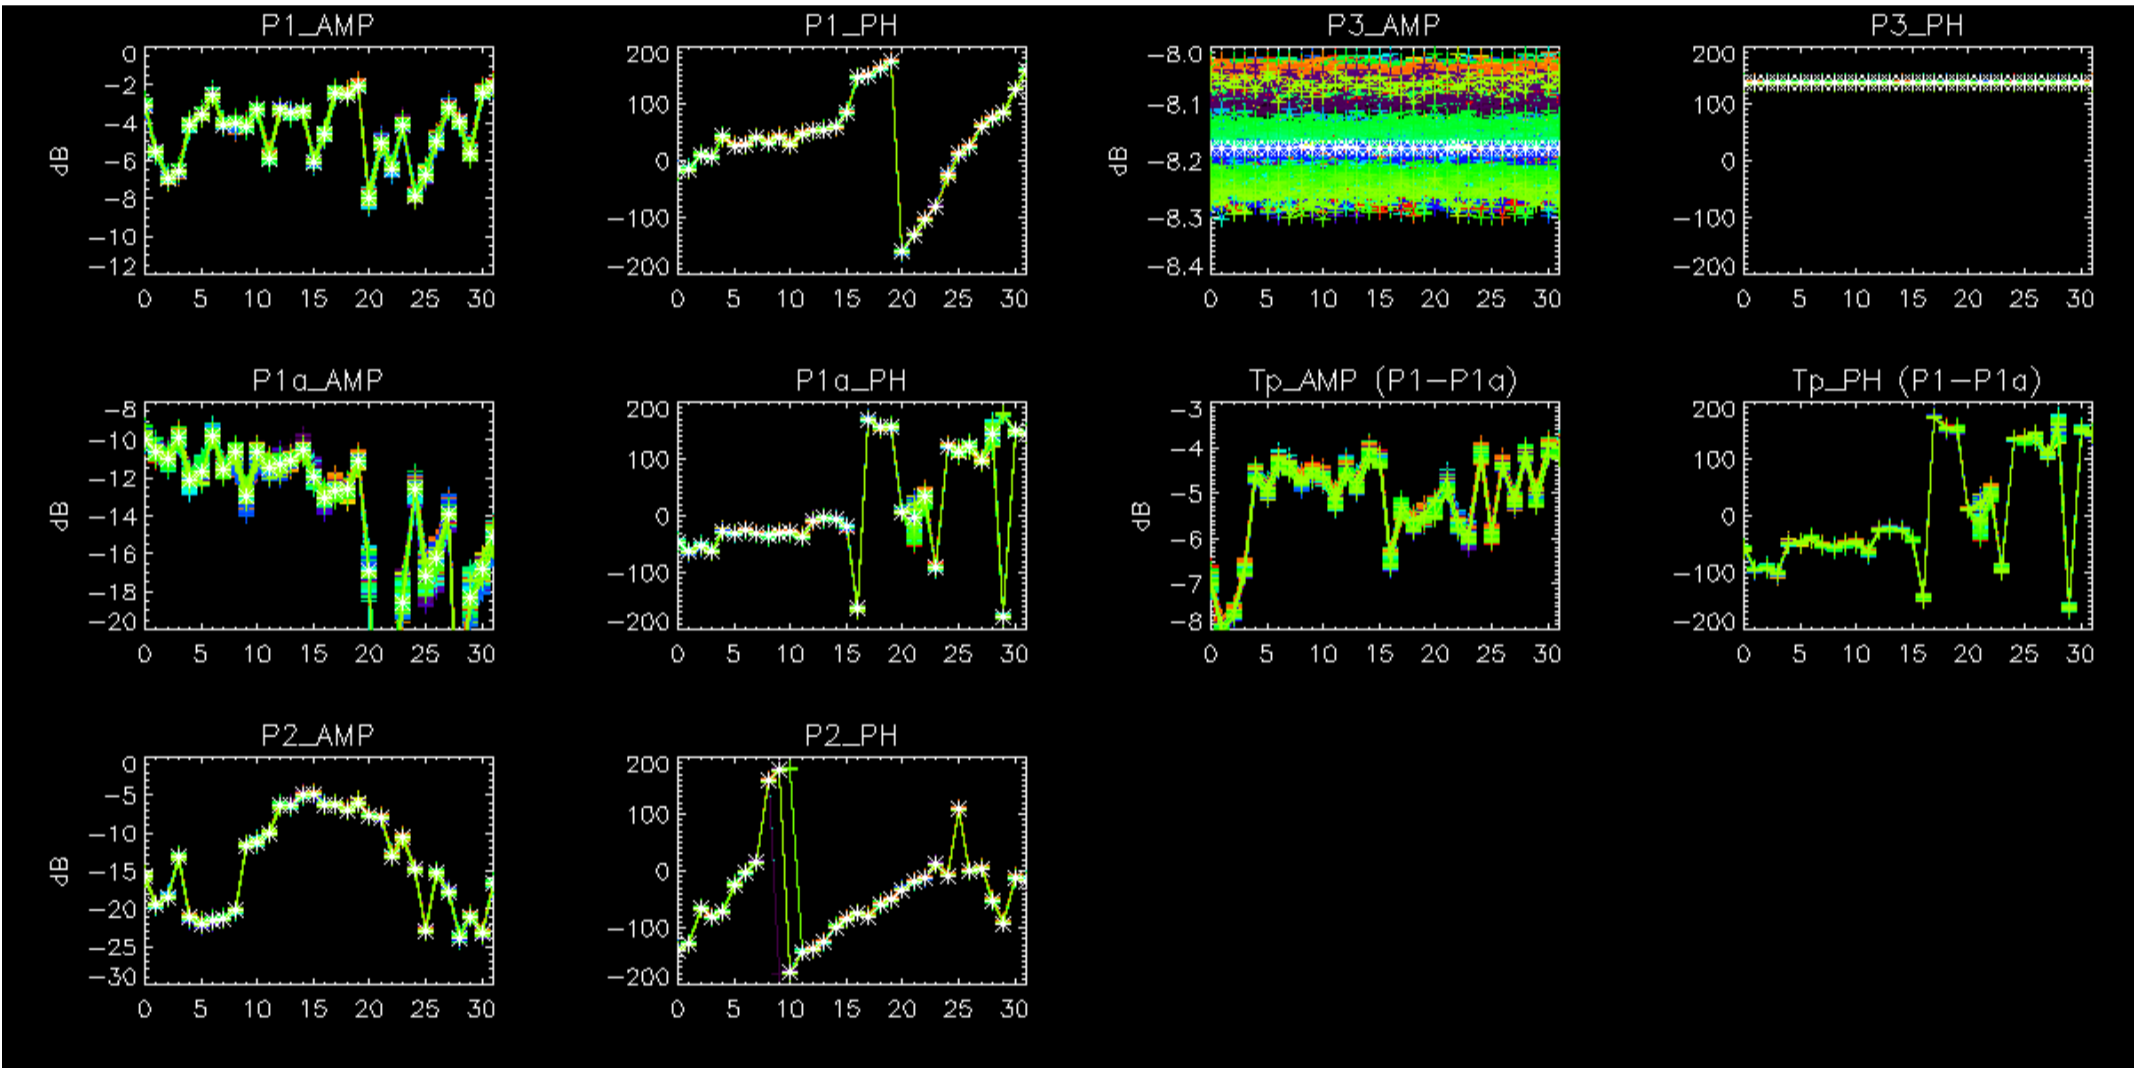 P1_AMP P1_PH P3_AMP P3_PH
0 -2 -4 -6 -8 -10 -12
dB
0 5 10 15 20 25 30
200 100 0 -100 -200
0 5 10 15 20 25 30
-8.0 -8.1 -8.2 -8.3 -8.4
dB
0 5 10 15 20 25 30
200 100 0 -100 -200
0 5 10 15 20 25 30
P1a_AMP P1a_PH Tp_AMP (P1-P1a) Tp_PH (P1-P1a)
-8 -10 -12 -14 -16 -18 -20
dB
0 5 10 15 20 25 30
200 100 0 -100 -200
0 5 10 15 20 25 30
-3 -4 -5 -6 -7 -8
dB
0 5 10 15 20 25 30
200 100 0 -100 -200
0 5 10 15 20 25 30
P2_AMP P2_PH
0 -5 -10 -15 -20 -25 -30
dB
0 5 10 15 20 25 30
200 100 0 -100 -200
0 5 10 15 20 25 30